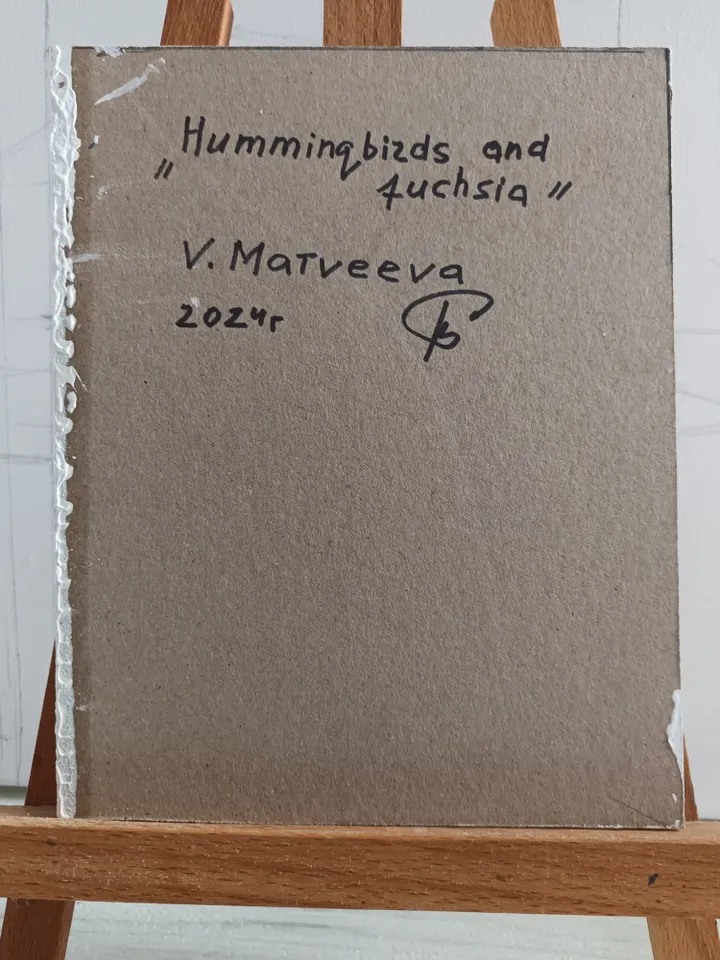 "Hummingbirds and
fuchsia"
V. Matveeva
2024г